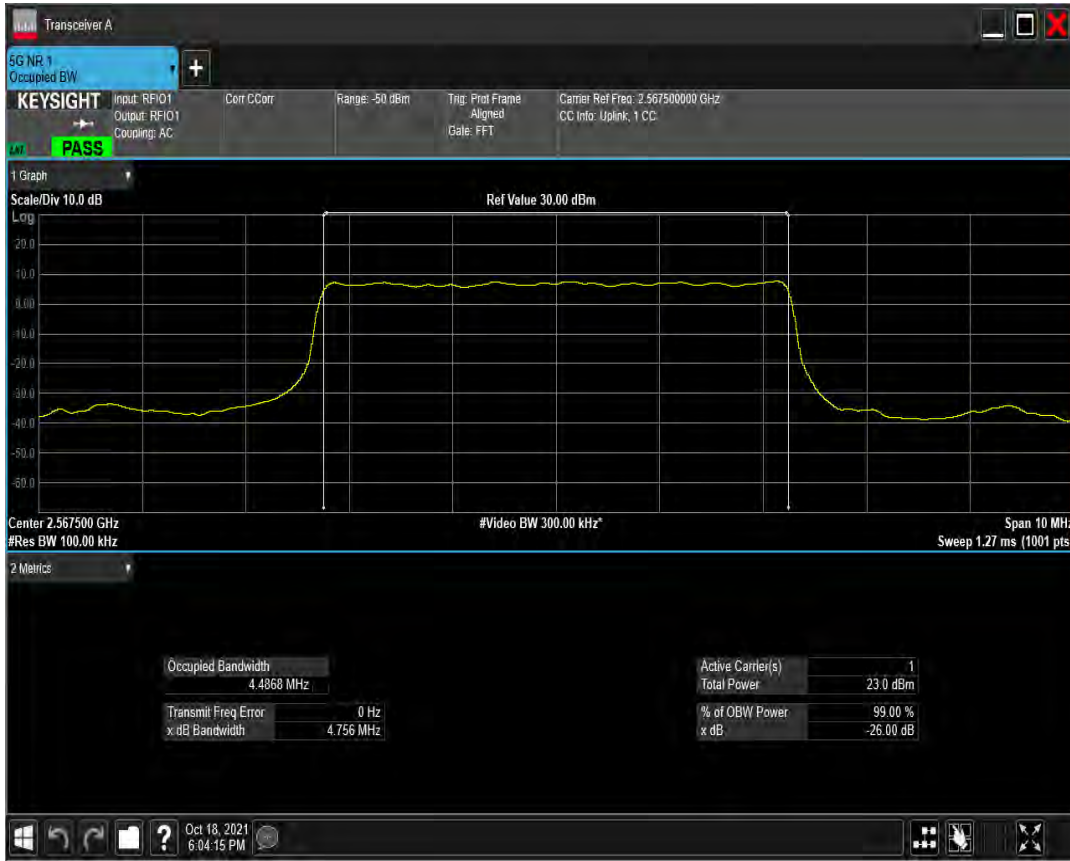 Transceiver A
5G NR 1
Occupied BW
+
KEYSIGHT
Input: RFIO1
Output: RFIO1
Coupling: AC
Corr CCorr
Range: -50 dBm
Trig: Prot Frame
Aligned
Gate: FFT
Carrier Ref Freq: 2.567500000 GHz
CC Info: Uplink, 1 CC
PASS
1 Graph
Scale/Div 10.0 dB
Ref Value 30.00 dBm
Log
20.0
10.0
0.00
-10.0
-20.0
-30.0
-40.0
-50.0
-60.0
Center 2.567500 GHz
#Video BW 300.00 kHz*
Span 10 MHz
#Res BW 100.00 kHz
Sweep 1.27 ms (1001 pts
2 Metrics
Occupied Bandwidth
4.4868 MHz
Transmit Freq Error 0 Hz
x dB Bandwidth 4.756 MHz
Active Carrier(s) 1
Total Power 23.0 dBm
% of OBW Power 99.00 %
x dB -26.00 dB
?
Oct 18, 2021
6:04:15 PM